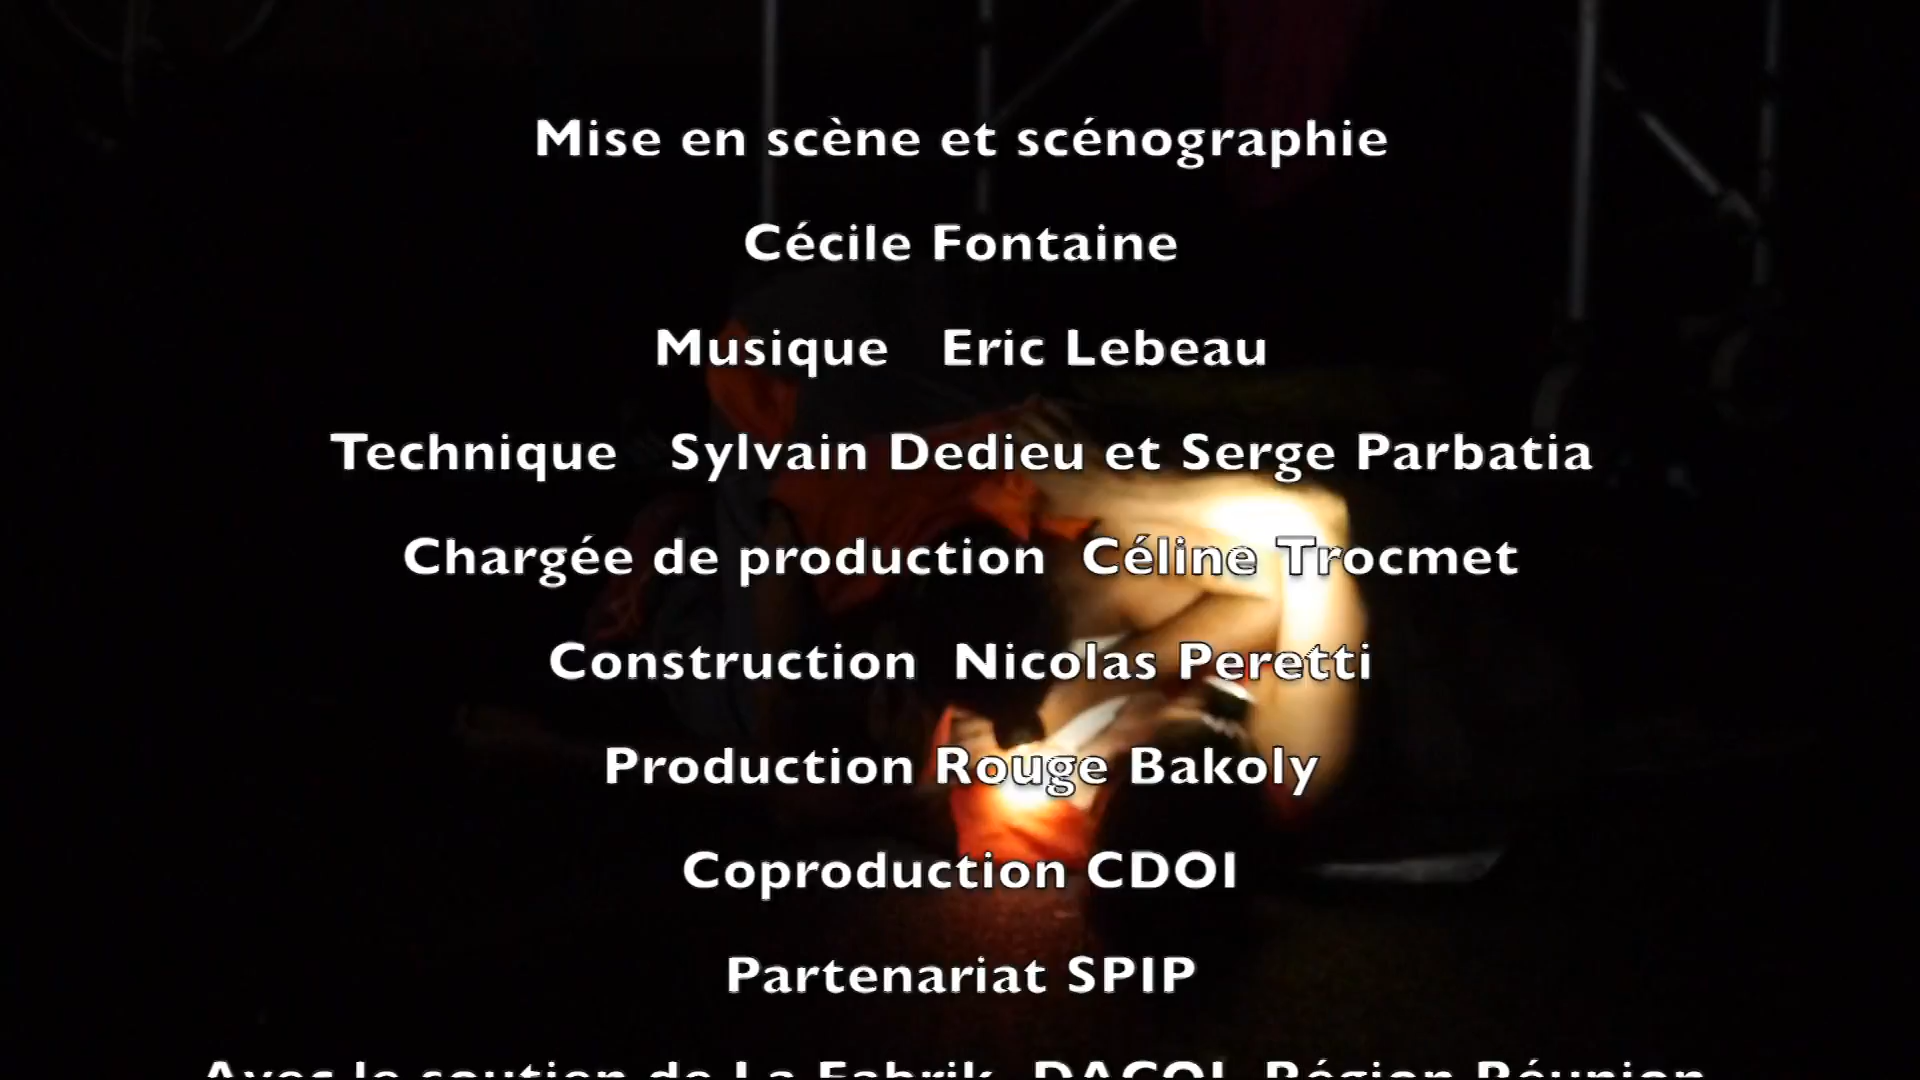 Mise en scène et scénographie
Cécile Fontaine
Musique Eric Lebeau
Technique Sylvain Dedieu et Serge Parbatia
Chargée de production Céline Trocmet
Construction Nicolas Peretti
Production Rouge Bakoly
Coproduction CDOI
Partenariat SPIP
Avec le soutien de La Fabrik, DACOI, Région Réunion